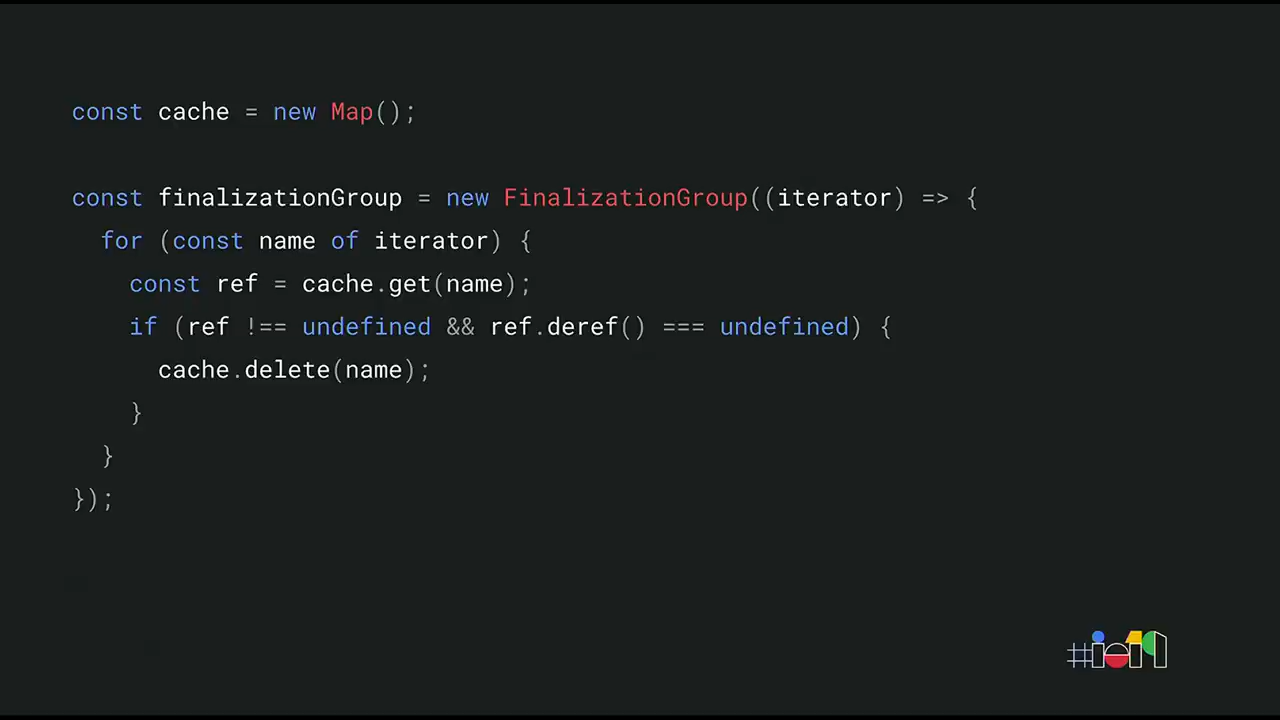 const cache = new Map();
const finalizationGroup = new FinalizationGroup((iterator) => {
  for (const name of iterator) {
    const ref = cache.get(name);
    if (ref !== undefined && ref.deref() === undefined) {
      cache.delete(name);
    }
  }
});
#io19